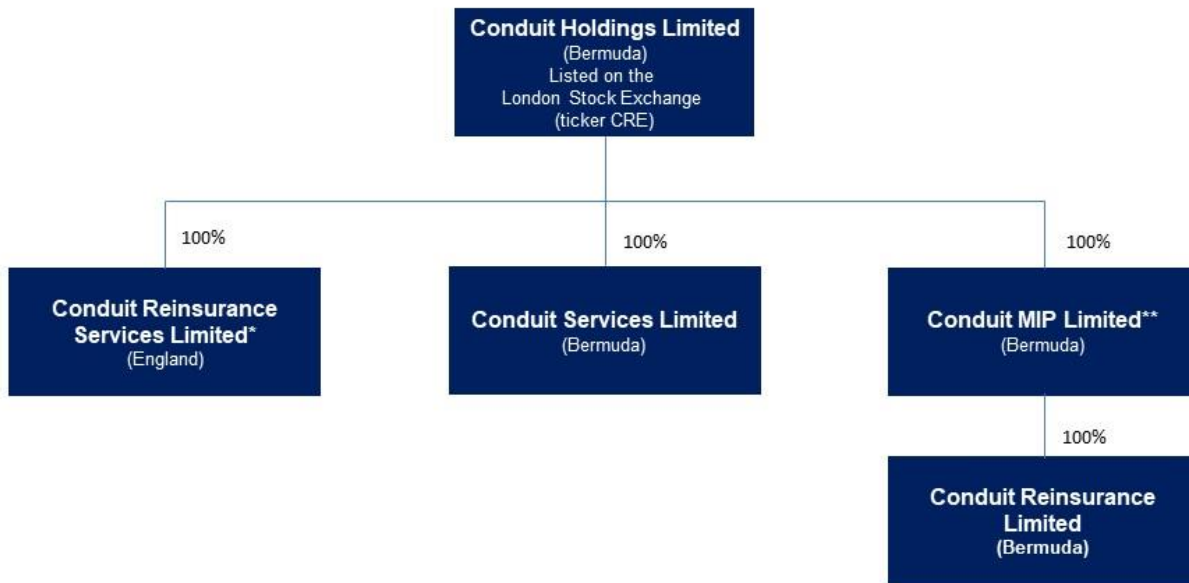 Conduit Holdings Limited
(Bermuda)
Listed on the
London Stock Exchange
(ticker CRE)
100%
100%
100%
Conduit Reinsurance
Services Limited*
(England)
Conduit Services Limited
(Bermuda)
Conduit MIP Limited**
(Bermuda)
100%
Conduit Reinsurance
Limited
(Bermuda)